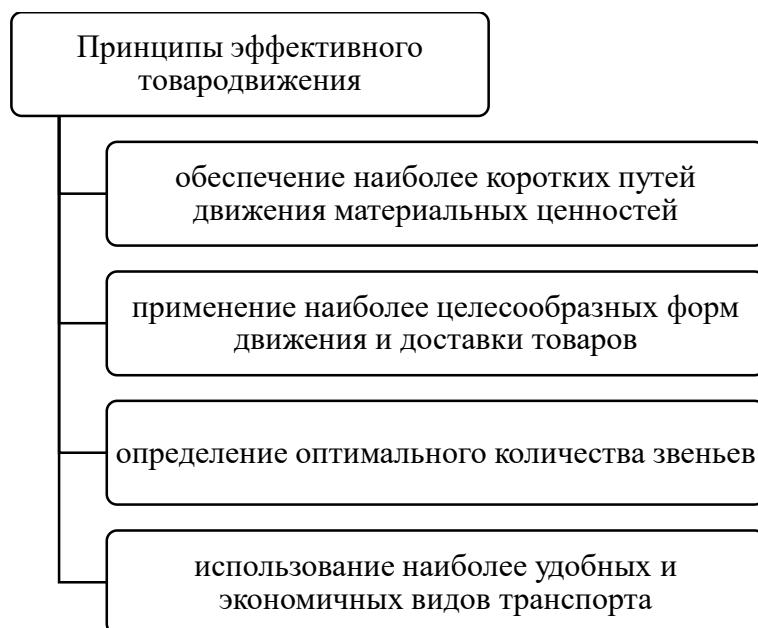 Принципы эффективного
товародвижения
обеспечение наиболее коротких путей
движения материальных ценностей
применение наиболее целесообразных форм
движения и доставки товаров
определение оптимального количества звеньев
использование наиболее удобных и
экономичных видов транспорта